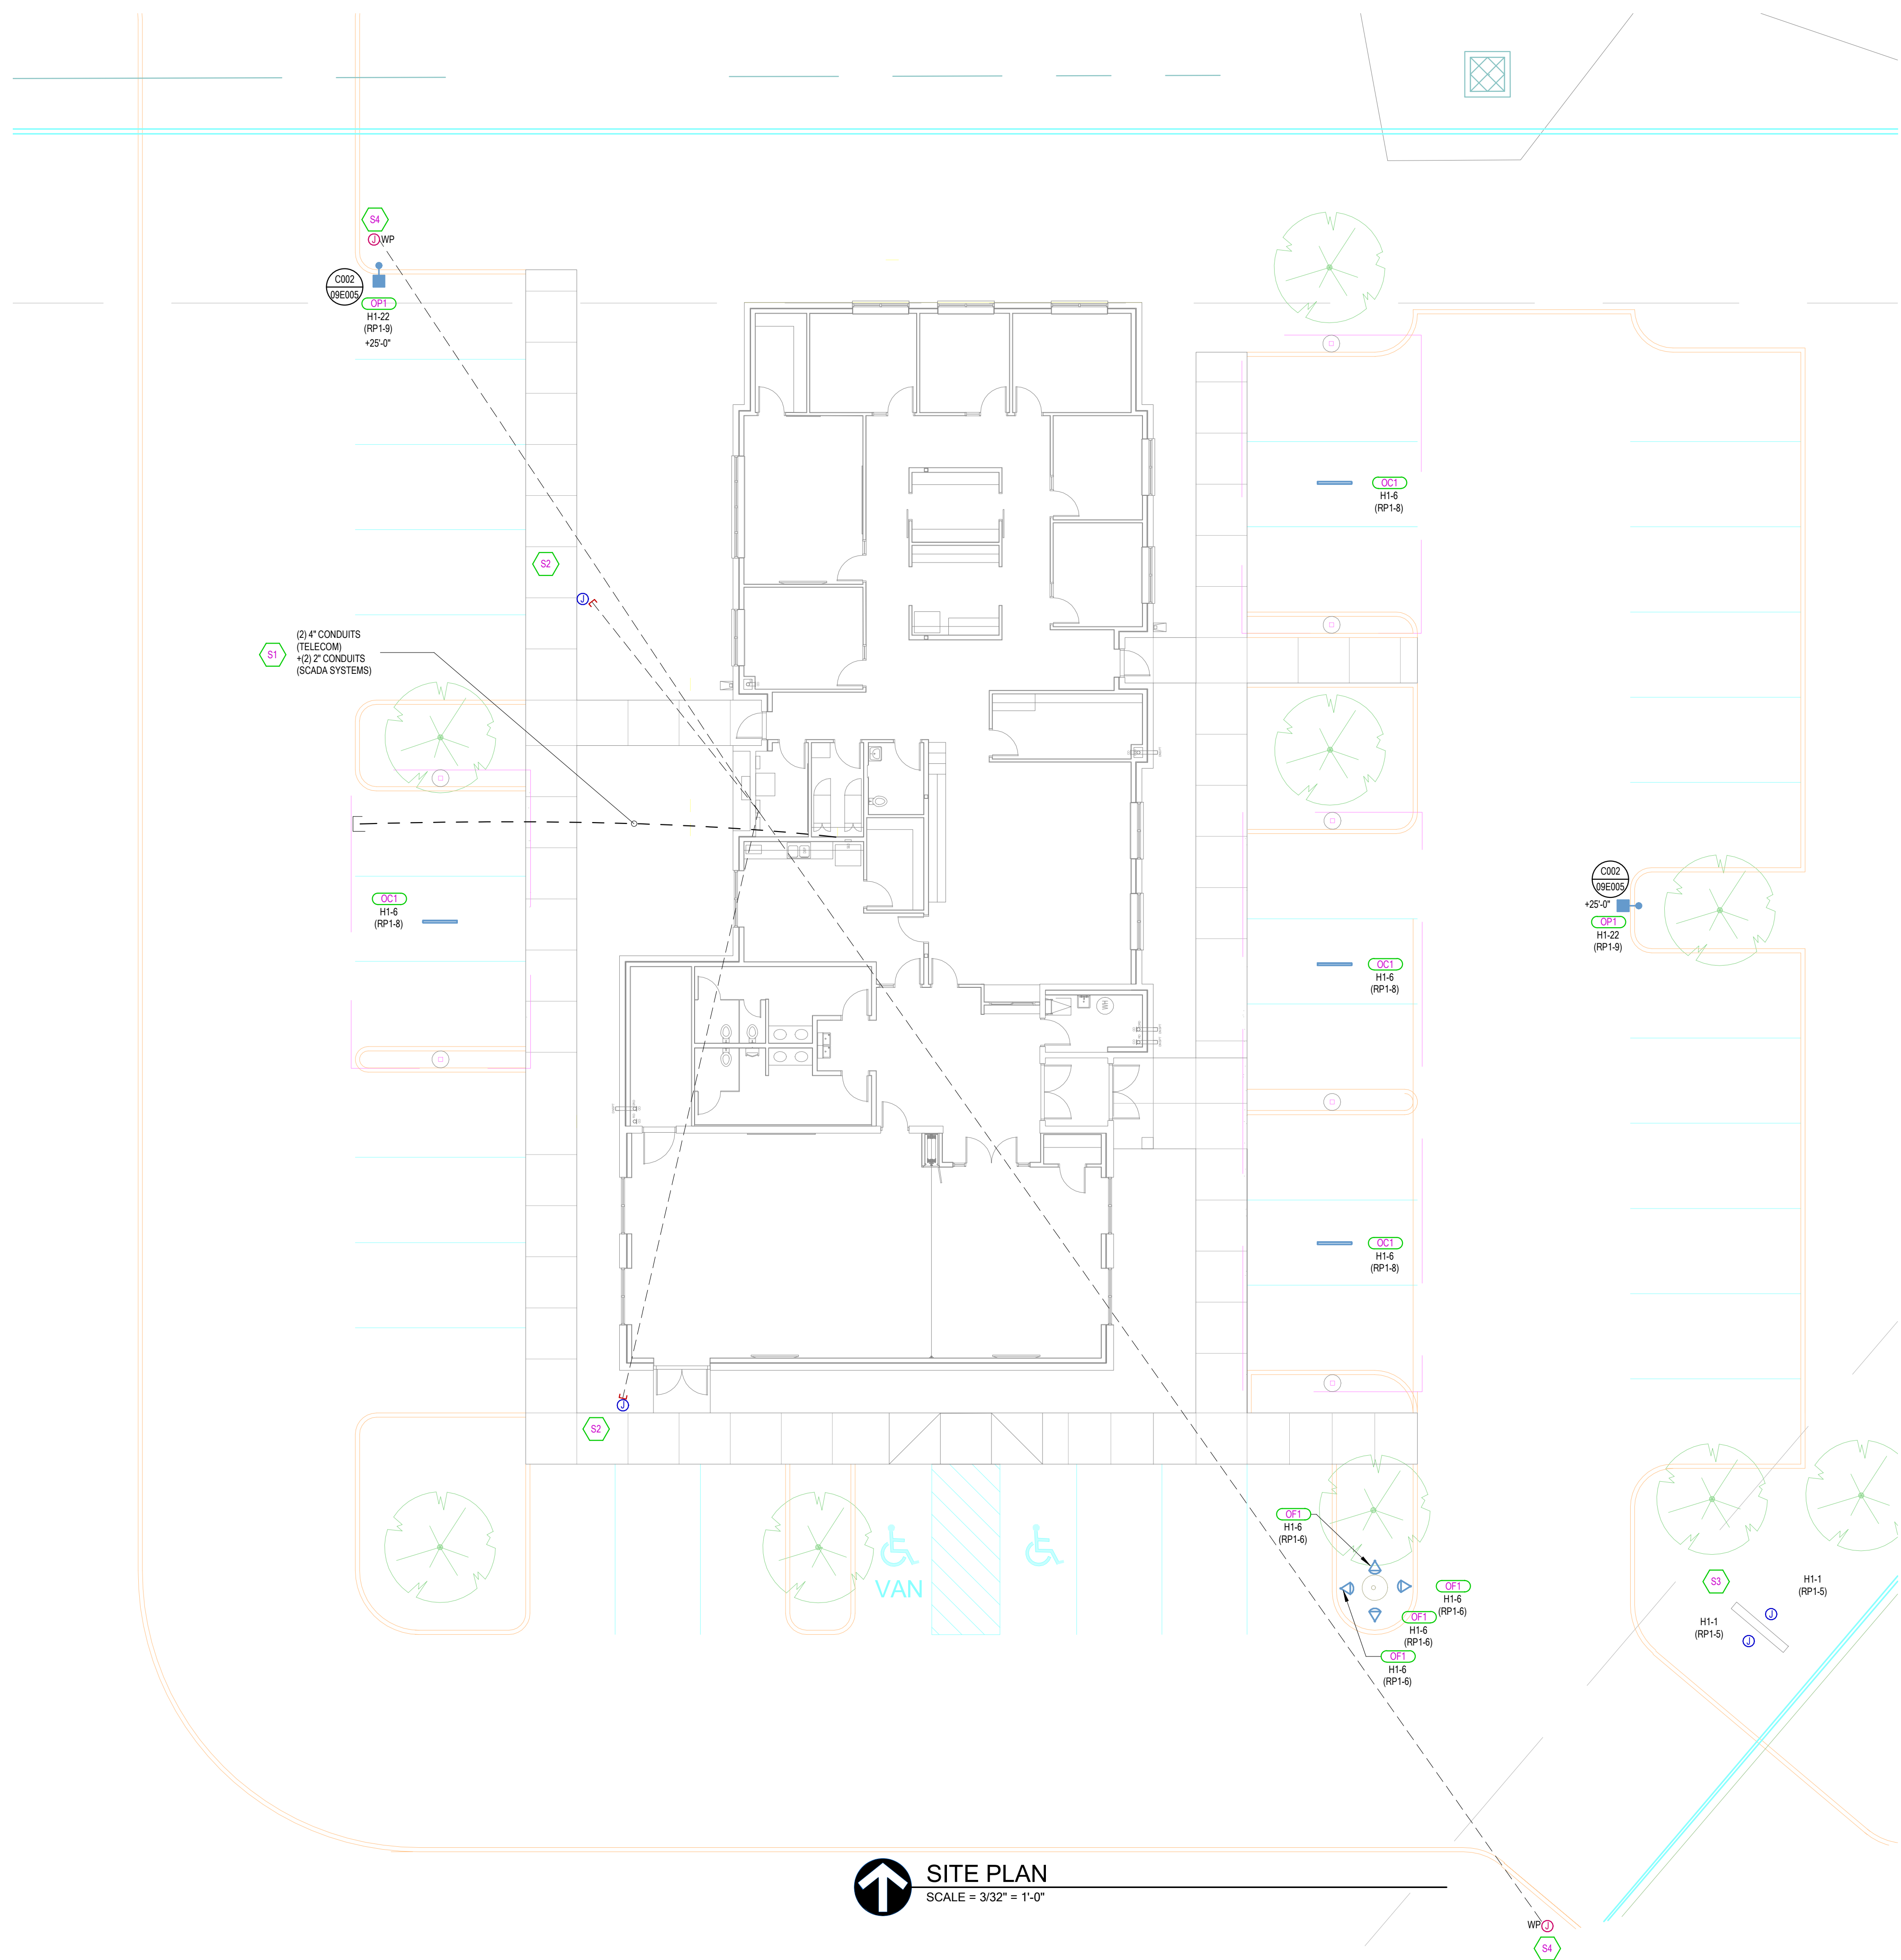 S4
J WP
C002
09E005
OP1
H1-22
(RP1-9)
+25'-0"
OC1
H1-6
(RP1-8)
S2
J
S1
(2) 4" CONDUITS
(TELECOM)
+(2) 2" CONDUITS
(SCADA SYSTEMS)
OC1
H1-6
(RP1-8)
C002
09E005
+25'-0"
OP1
H1-22
(RP1-9)
OC1
H1-6
(RP1-8)
WH
OC1
H1-6
(RP1-8)
J
S2
VAN
OF1
H1-6
(RP1-6)
OF1
H1-6
(RP1-6)
OF1
H1-6
(RP1-6)
OF1
H1-6
(RP1-6)
S3
H1-1
(RP1-5)
J
H1-1
(RP1-5)
J
SITE PLAN
SCALE = 3/32" = 1'-0"
WP J
S4